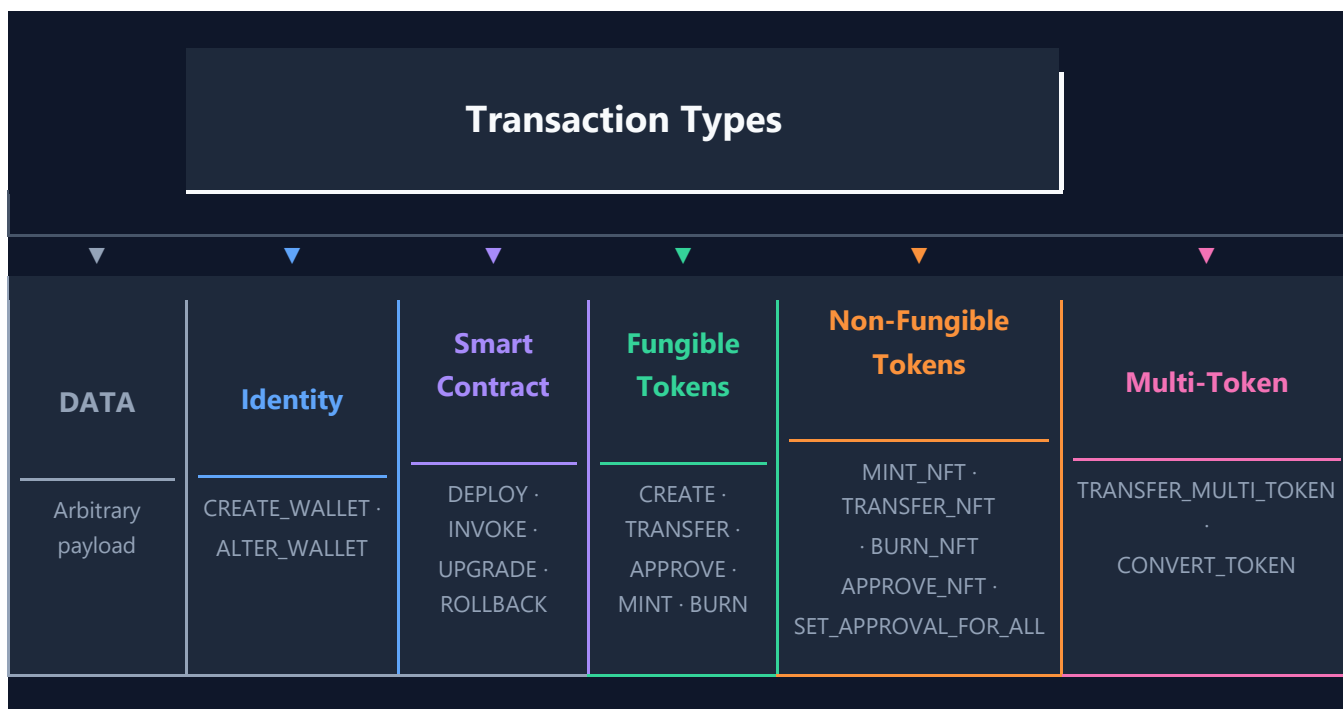 Transaction Types
▼ ▼ ▼ ▼ ▼ ▼
DATA
Arbitrary
payload
Identity
CREATE_WALLET ·
ALTER_WALLET
Smart
Contract
DEPLOY ·
INVOKE ·
UPGRADE ·
ROLLBACK
Fungible
Tokens
CREATE ·
TRANSFER ·
APPROVE ·
MINT · BURN
Non-Fungible
Tokens
MINT_NFT ·
TRANSFER_NFT
· BURN_NFT
APPROVE_NFT ·
SET_APPROVAL_FOR_ALL
Multi-Token
TRANSFER_MULTI_TOKEN
·
CONVERT_TOKEN